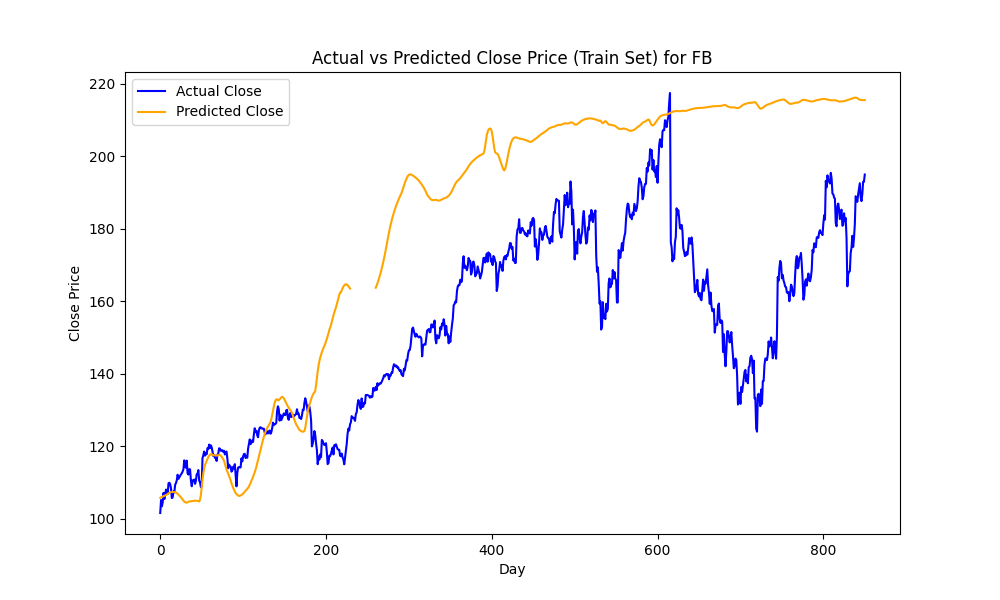 Actual vs Predicted Close Price (Train Set) for FB
Actual Close
Predicted Close
220
200
180
160
140
120
100
Close Price
0 200 400 600 800
Day